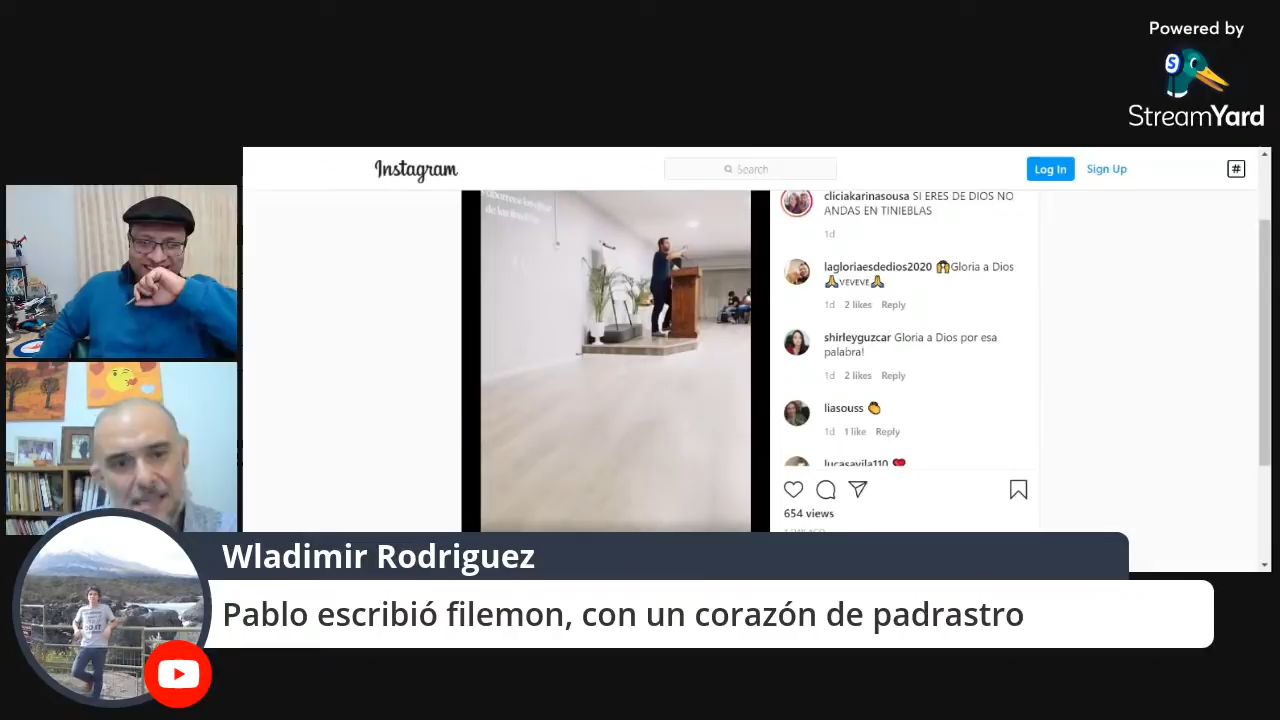 Powered by
StreamYard
Instagram
Search
Log In
Sign Up
#
cliciakarinasousa SI ERES DE DIOS NO
ANDAS EN TINIEBLAS
1d
lagloriaesdedios2020 Gloria a Dios
VEVEVE
1d 2 likes Reply
shirleyguzcar Gloria a Dios por esa
palabra!
1d 2 likes Reply
liasouss
1d 1 like Reply
lucasavila110
654 views
Wladimir Rodriguez
Pablo escribió filemon, con un corazón de padrastro